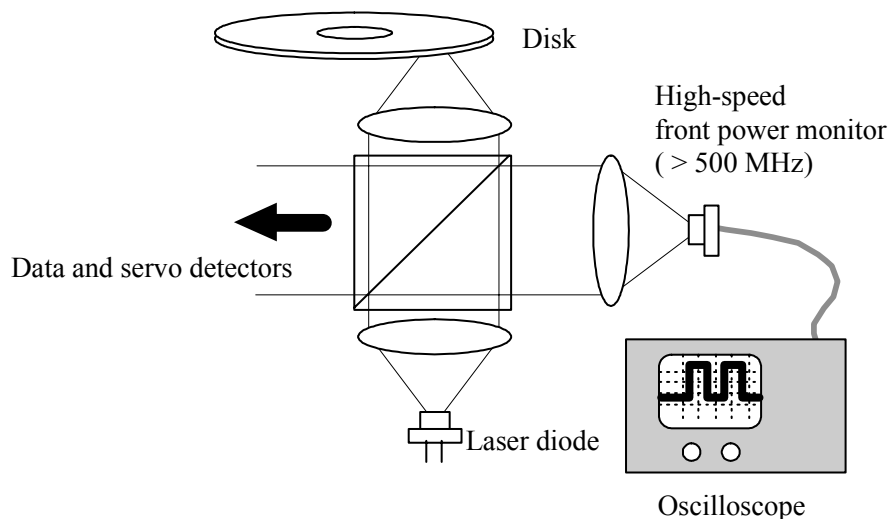 Disk
High-speed
front power monitor
( > 500 MHz)
Data and servo detectors
Laser diode
Oscilloscope